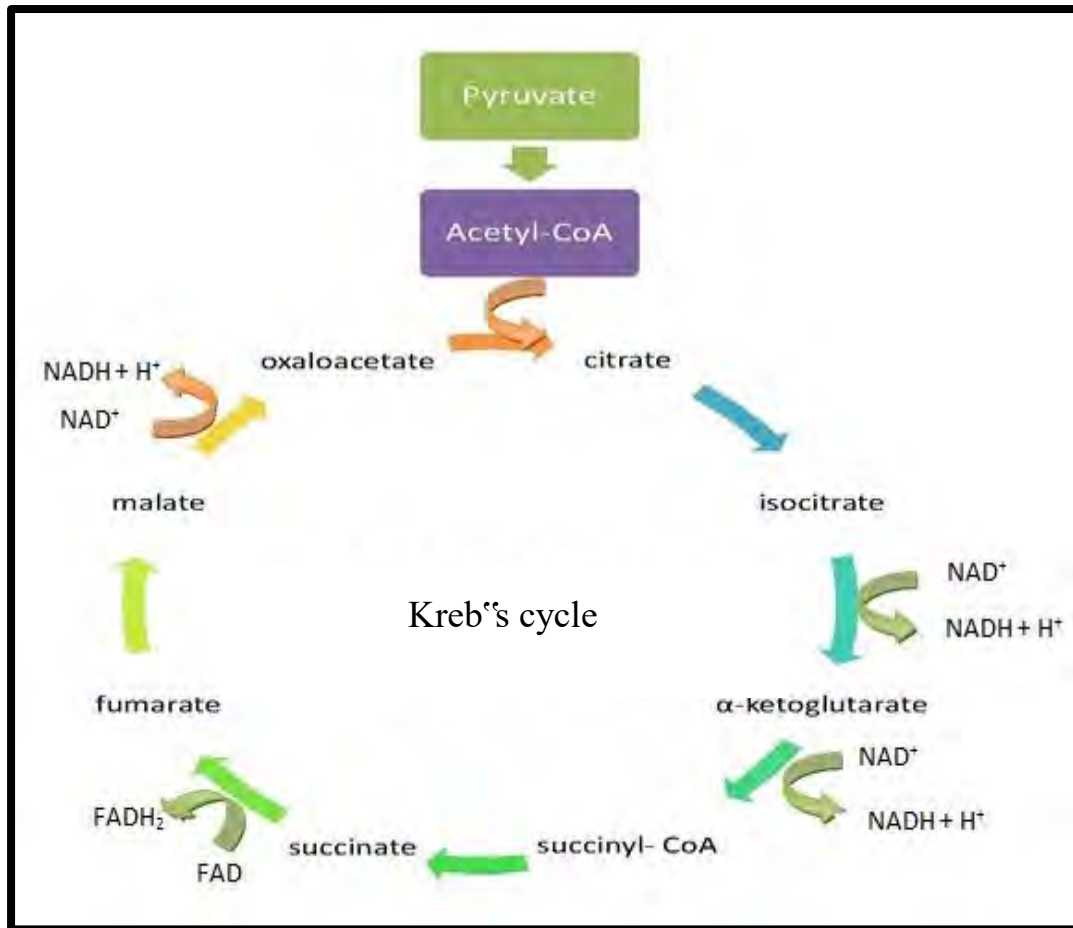 Pyruvate
Acetyl-CoA
oxaloacetate
citrate
NADH + H⁺
NAD⁺
malate
isocitrate
NAD⁺
NADH + H⁺
Kreb‟s cycle
fumarate
α-ketoglutarate
NAD⁺
NADH + H⁺
FADH₂
FAD
succinate
succinyl- CoA